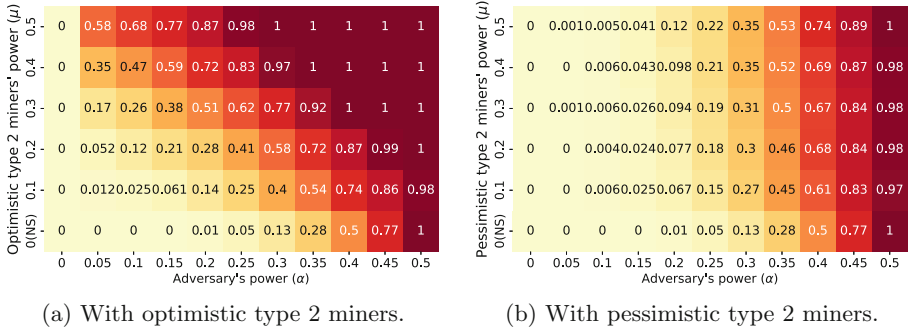 Optimistic type 2 miners' power (μ)
0.5 0 0.58 0.68 0.77 0.87 0.98 1 1 1 1 1
0.4 0 0.35 0.47 0.59 0.72 0.83 0.97 1 1 1 1
0.3 0 0.17 0.26 0.38 0.51 0.62 0.77 0.92 1 1 1
0.2 0 0.052 0.12 0.21 0.28 0.41 0.58 0.72 0.87 0.99 1
0.1 0 0.012 0.025 0.061 0.14 0.25 0.4 0.54 0.74 0.86 0.98
0(NS) 0 0 0 0 0.01 0.05 0.13 0.28 0.5 0.77 1
0 0.05 0.1 0.15 0.2 0.25 0.3 0.35 0.4 0.45 0.5
Adversary's power (α)
(a) With optimistic type 2 miners.
Pessimistic type 2 miners' power (μ)
0.5 0 0.001 0.005 0.041 0.12 0.22 0.35 0.53 0.74 0.89 1
0.4 0 0 0.006 0.043 0.098 0.21 0.35 0.52 0.69 0.87 0.98
0.3 0 0.001 0.006 0.026 0.094 0.19 0.31 0.5 0.67 0.84 0.98
0.2 0 0 0.004 0.024 0.077 0.18 0.3 0.46 0.68 0.84 0.98
0.1 0 0 0.006 0.025 0.067 0.15 0.27 0.45 0.61 0.83 0.97
0(NS) 0 0 0 0 0.01 0.05 0.13 0.28 0.5 0.77 1
0 0.05 0.1 0.15 0.2 0.25 0.3 0.35 0.4 0.45 0.5
Adversary's power (α)
(b) With pessimistic type 2 miners.